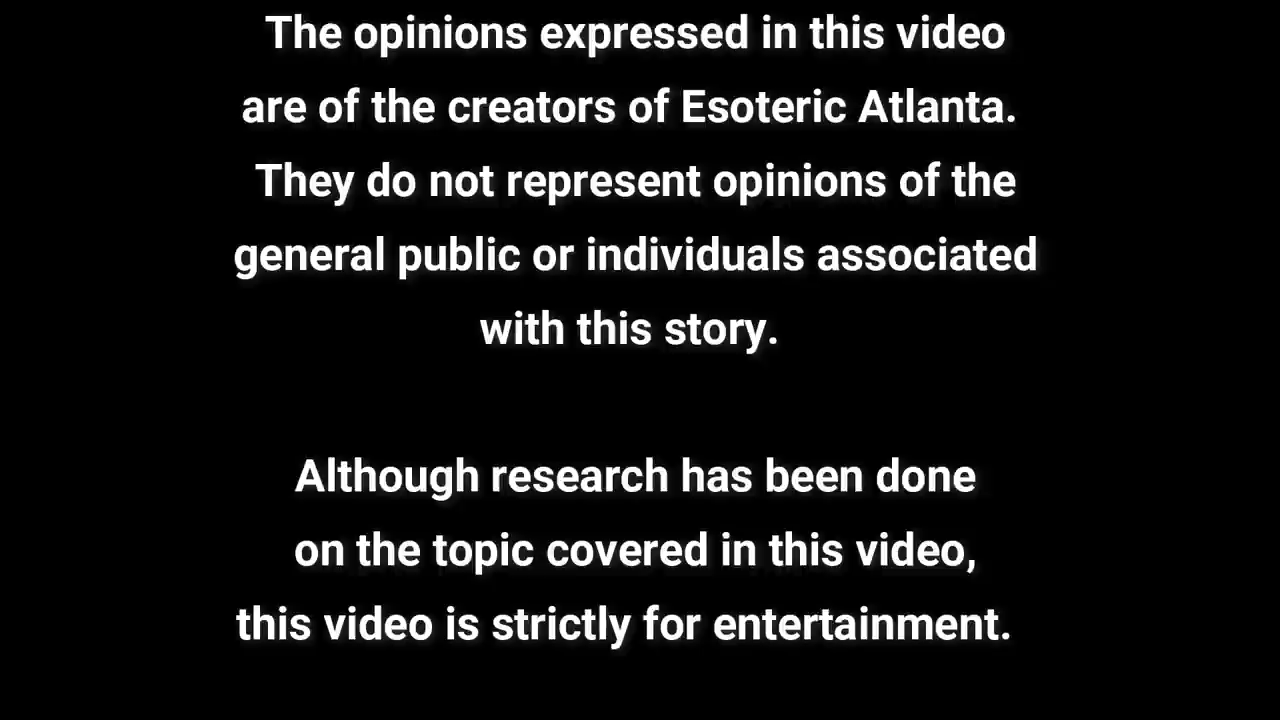 The opinions expressed in this video
are of the creators of Esoteric Atlanta.
They do not represent opinions of the
general public or individuals associated
with this story.
Although research has been done
on the topic covered in this video,
this video is strictly for entertainment.